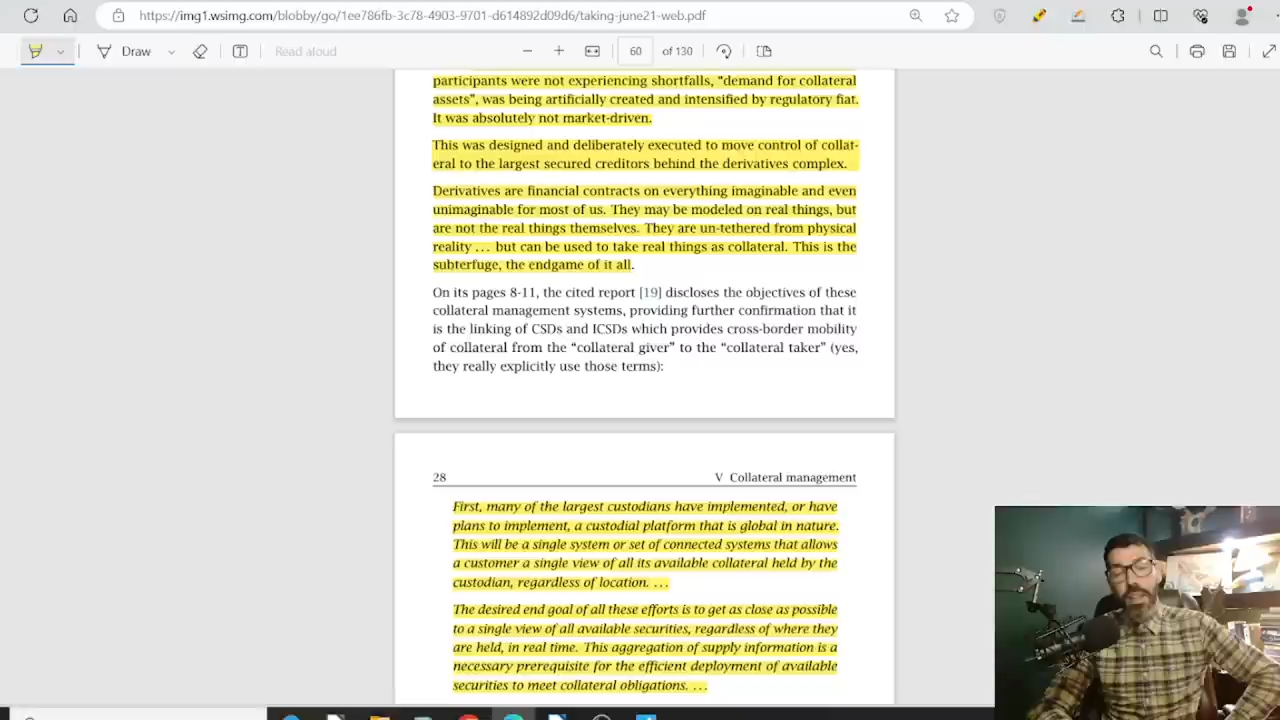 https://img1.wsimg.com/blobby/go/1ee786fb-3c78-4903-9701-d614892d09d6/taking-june21-web.pdf
Draw
Read aloud
60 of 130
participants were not experiencing shortfalls, “demand for collateral
assets”, was being artificially created and intensified by regulatory fiat.
It was absolutely not market-driven.
This was designed and deliberately executed to move control of collat-
eral to the largest secured creditors behind the derivatives complex.
Derivatives are financial contracts on everything imaginable and even
unimaginable for most of us. They may be modeled on real things, but
are not the real things themselves. They are un-tethered from physical
reality ... but can be used to take real things as collateral. This is the
subterfuge, the endgame of it all.
On its pages 8-11, the cited report [19] discloses the objectives of these
collateral management systems, providing further confirmation that it
is the linking of CSDs and ICSDs which provides cross-border mobility
of collateral from the “collateral giver” to the “collateral taker” (yes,
they really explicitly use those terms):
28 V Collateral management
First, many of the largest custodians have implemented, or have
plans to implement, a custodial platform that is global in nature.
This will be a single system or set of connected systems that allows
a customer a single view of all its available collateral held by the
custodian, regardless of location. ...
The desired end goal of all these efforts is to get as close as possible
to a single view of all available securities, regardless of where they
are held, in real time. This aggregation of supply information is a
necessary prerequisite for the efficient deployment of available
securities to meet collateral obligations. ...